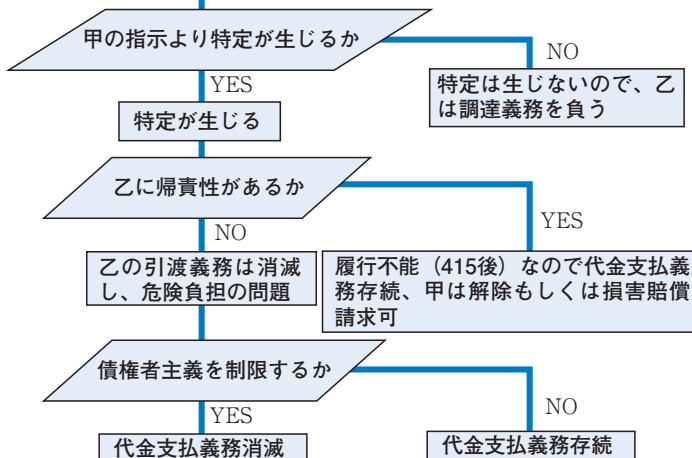 甲の指示より特定が生じるか
NO
YES
特定は生じないので、乙
は調達義務を負う
特定が生じる
乙に帰責性があるか
YES
NO
乙の引渡義務は消滅
し、危険負担の問題
履行不能（415後）なので代金支払義
務存続、甲は解除もしくは損害賠償
請求可
債権者主義を制限するか
YES
NO
代金支払義務消滅
代金支払義務存続